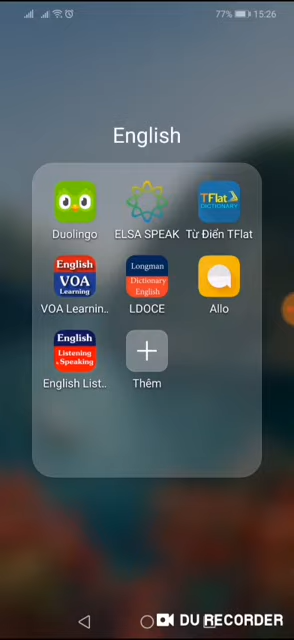 77% 15:26
English
Duolingo ELSA SPEAK Từ Điển TFlat
TFlat
DICTIONARY
VOA Learnin.. LDOCE Allo
English
VOA
Learning
Longman
Dictionary
English
English List.. Thêm
English
Listening
Speaking
DU RECORDER